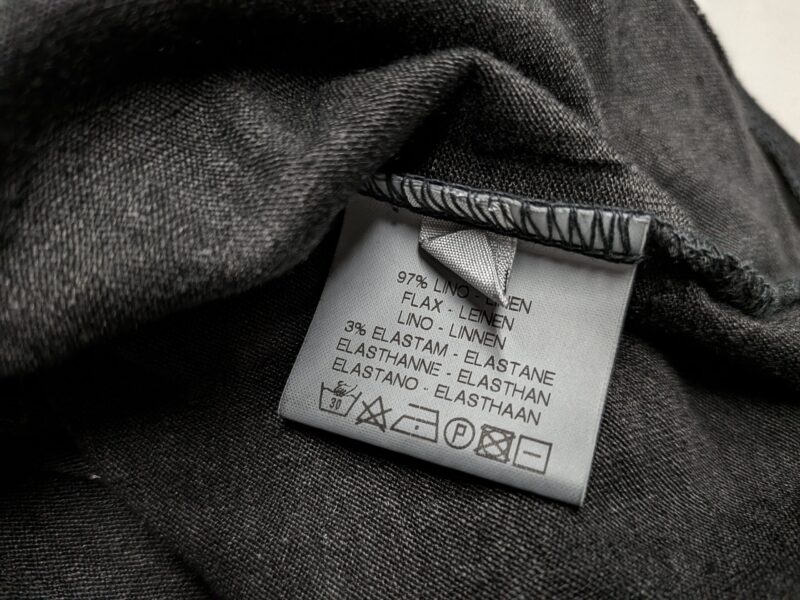 97% LINO - LINEN
FLAX - LEINEN
LINO - LINNEN
3% ELASTAM - ELASTANE
ELASTHANNE - ELASTHAN
ELASTANO - ELASTHAAN
30
P